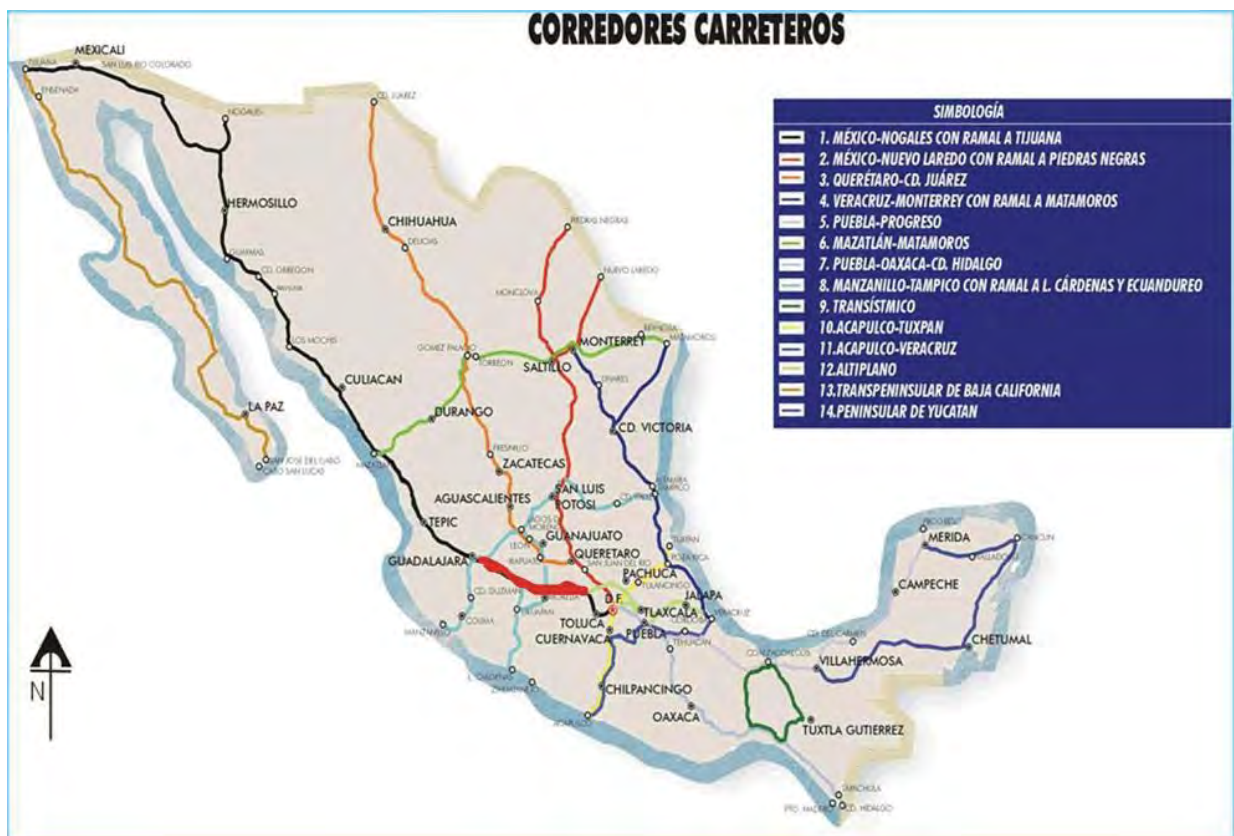 CORREDORES CARRETEROS
SIMBOLOGÍA
1. MÉXICO-NOGALES CON RAMAL A TIJUANA
2. MÉXICO-NUEVO LAREDO CON RAMAL A PIEDRAS NEGRAS
3. QUERÉTARO-CD. JUÁREZ
4. VERACRUZ-MONTERREY CON RAMAL A MATAMOROS
5. PUEBLA-PROGRESO
6. MAZATLÁN-MATAMOROS
7. PUEBLA-OAXACA-CD. HIDALGO
8. MANZANILLO-TAMPICO CON RAMAL A L. CÁRDENAS Y ECUANDUREO
9. TRANSÍSTMICO
10. ACAPULCO-TUXPAN
11. ACAPULCO-VERACRUZ
12. ALTIPLANO
13. TRANSPENINSULAR DE BAJA CALIFORNIA
14. PENINSULAR DE YUCATAN
MEXICALI
TIJUANA
SAN LUIS RIO COLORADO
ENSENADA
NOGALES
CD. JUÁREZ
HERMOSILLO
CHIHUAHUA
DELICIAS
PIEDRAS NEGRAS
GUAYMAS
CD. OBREGON
NUEVO LAREDO
MONCLOVA
LOS MOCHIS
GOMEZ PALACIO
TORREON
MONTERREY
REYNOSA
MATAMOROS
SALTILLO
CULIACAN
LINARES
LA PAZ
DURANGO
CD. VICTORIA
MAZATLAN
FRESNILLO
ZACATECAS
SAN JOSE DEL CABO
CABO SAN LUCAS
AGUASCALIENTES
SAN LUIS
POTOSI
ALTAMIRA
TAMPICO
TEPIC
LAGOS DE
MORENO
GUANAJUATO
LEON
TUXPAN
POZA RICA
GUADALAJARA
IRAPUATO
QUERETARO
SAN JUAN DEL RIO
PACHUCA
TULANCINGO
CD. GUZMAN
MORELIA
D.F.
JALAPA
URUAPAN
TLAXCALA
COLIMA
MANZANILLO
TOLUCA
CUERNAVACA
PUEBLA
CORDOBA
VERACRUZ
TEHUACAN
PROGRESO
MERIDA
CANCUN
VALLADOLID
CAMPECHE
CD. DEL CARMEN
VILLAHERMOSA
CHETUMAL
L. CARDENAS
ZIHUATANEJO
CHILPANCINGO
ACAPULCO
OAXACA
TUXTLA GUTIERREZ
TAPACHULA
PTO. MADERO
CD. HIDALGO
N